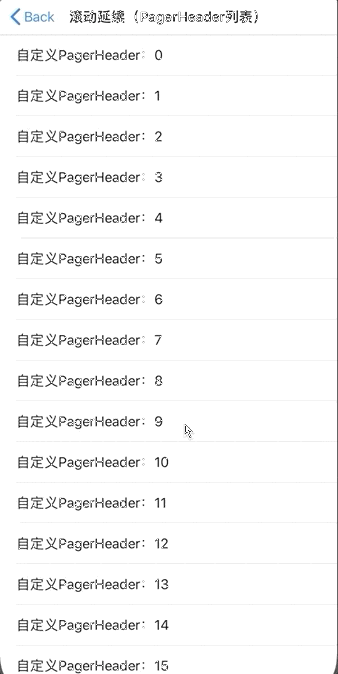 Back 滚动延续（PagerHeader列表）
自定义PagerHeader：0
自定义PagerHeader：1
自定义PagerHeader：2
自定义PagerHeader：3
自定义PagerHeader：4
自定义PagerHeader：5
自定义PagerHeader：6
自定义PagerHeader：7
自定义PagerHeader：8
自定义PagerHeader：9
自定义PagerHeader：10
自定义PagerHeader：11
自定义PagerHeader：12
自定义PagerHeader：13
自定义PagerHeader：14
自定义PagerHeader：15